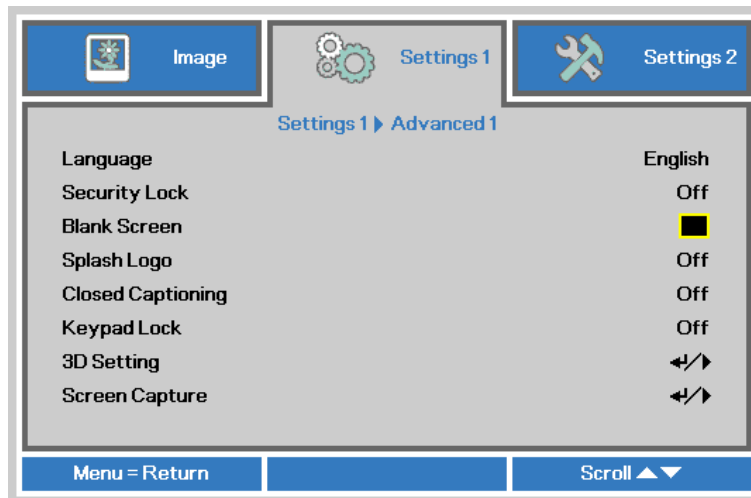 Image
Settings 1
Settings 2
Settings 1 ▶ Advanced 1
Language English
Security Lock Off
Blank Screen
Splash Logo Off
Closed Captioning Off
Keypad Lock Off
3D Setting ↵/▶
Screen Capture ↵/▶
Menu = Return
Scroll ▲▼